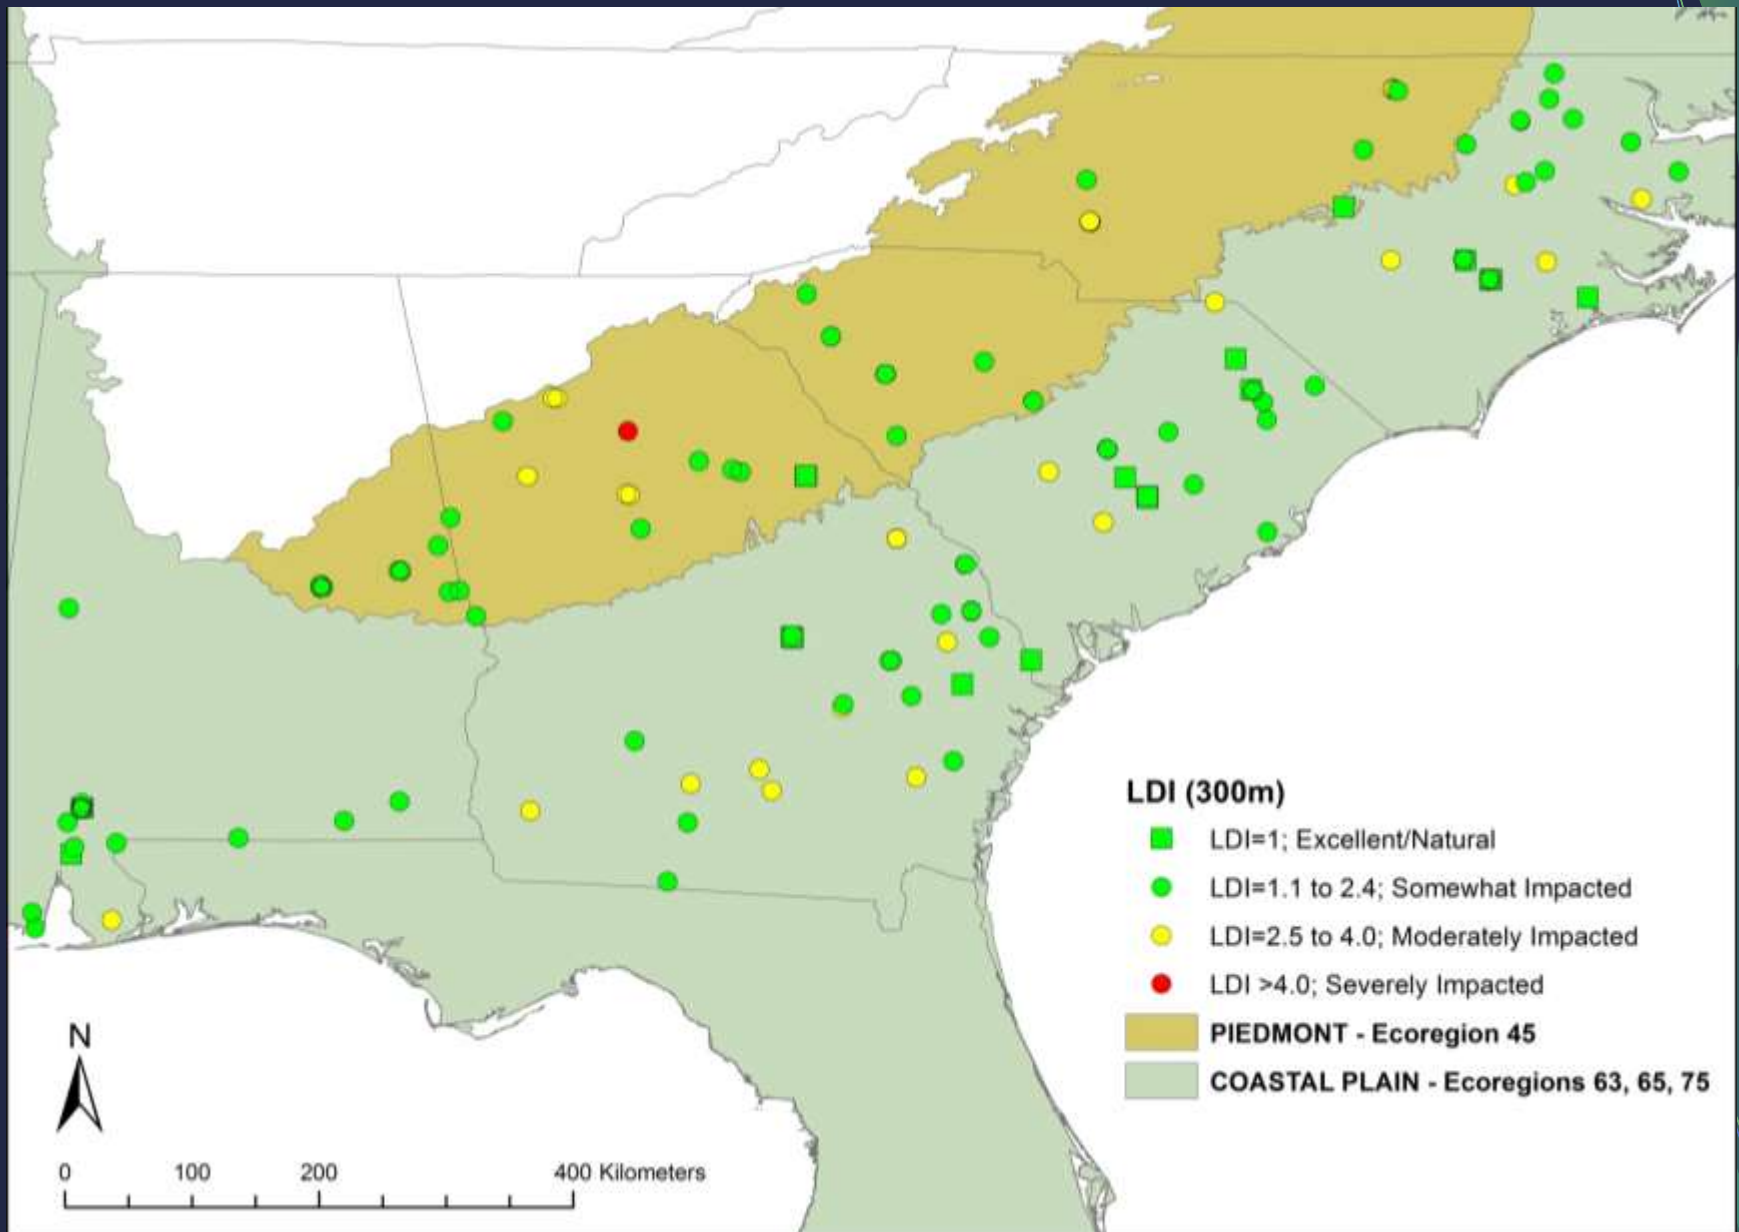 LDI (300m)
LDI=1; Excellent/Natural
LDI=1.1 to 2.4; Somewhat Impacted
LDI=2.5 to 4.0; Moderately Impacted
LDI >4.0; Severely Impacted
PIEDMONT - Ecoregion 45
COASTAL PLAIN - Ecoregions 63, 65, 75
N
0 100 200 400 Kilometers